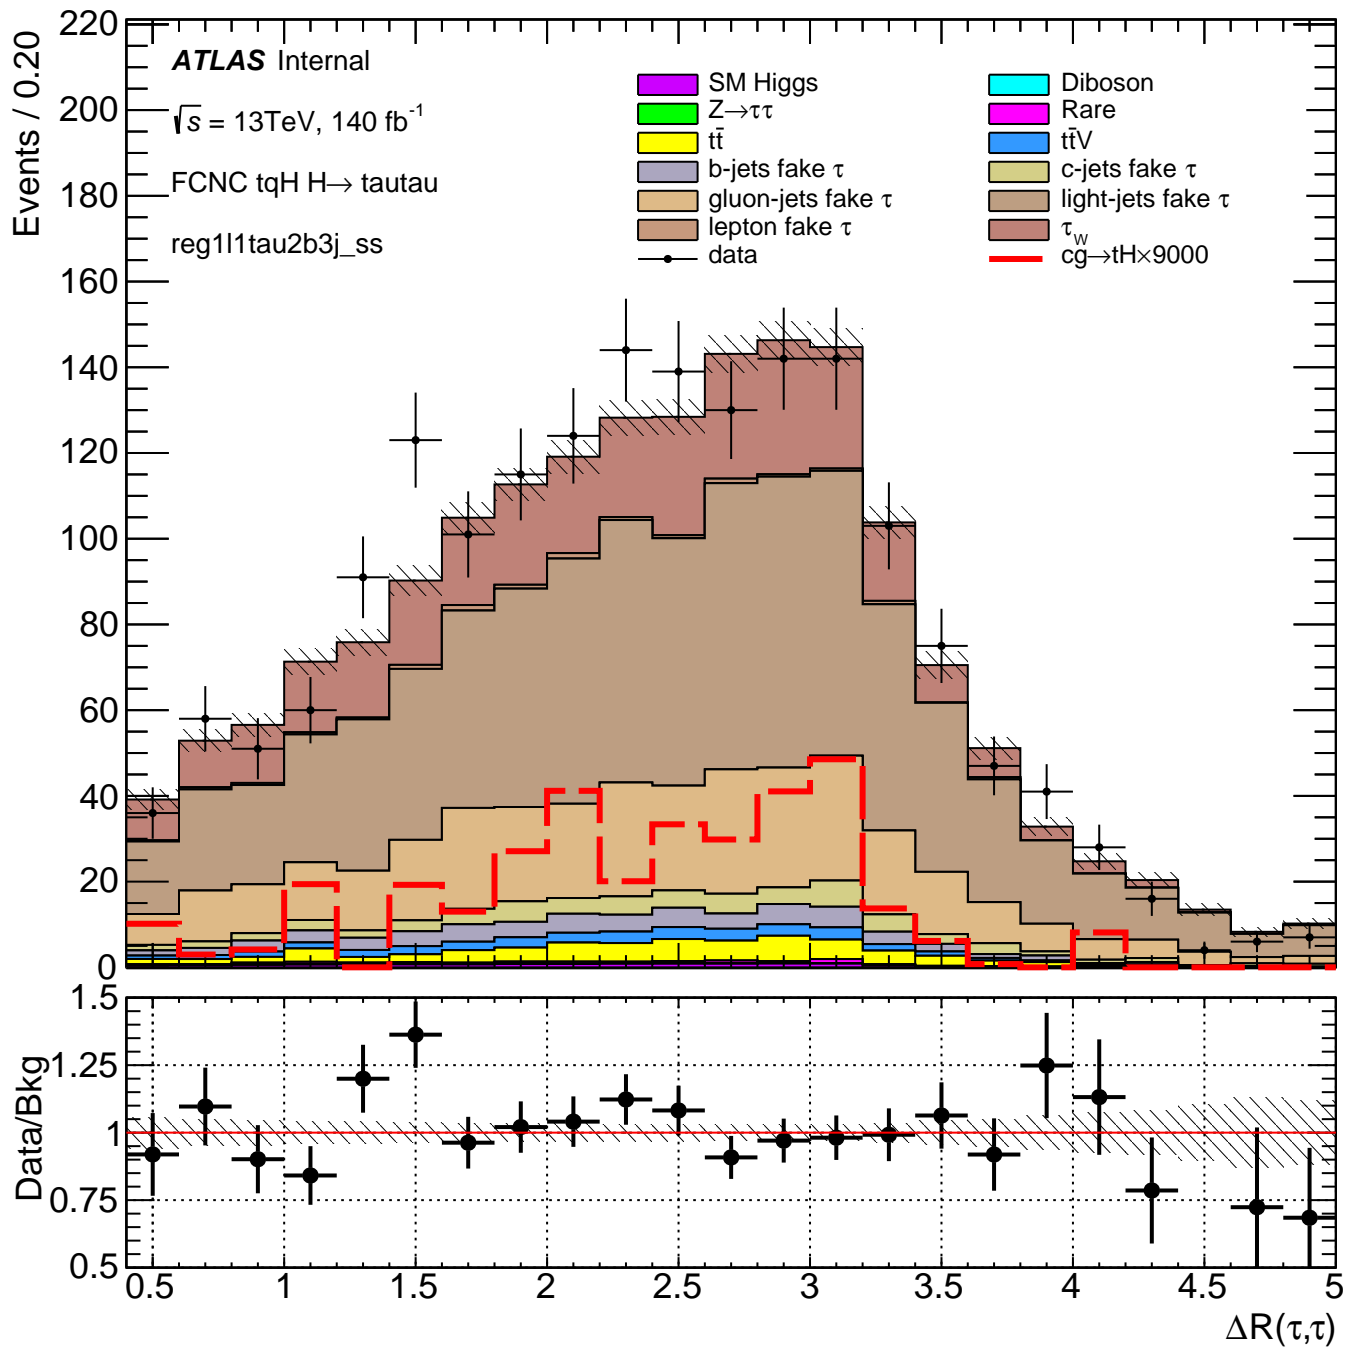 Events / 0.20
220
200
180
160
140
120
100
80
60
40
20
0
ATLAS Internal
√s = 13TeV, 140 fb⁻¹
FCNC tqH H→ tautau
reg1l1tau2b3j_ss
SM Higgs
Z→ττ
tt̄
b-jets fake τ
gluon-jets fake τ
lepton fake τ
data
Diboson
Rare
tt̄V
c-jets fake τ
light-jets fake τ
τ_W
cg→tH×9000
Data/Bkg
1.5
1.25
1
0.75
0.5
0.5 1 1.5 2 2.5 3 3.5 4 4.5 5
ΔR(τ,τ)